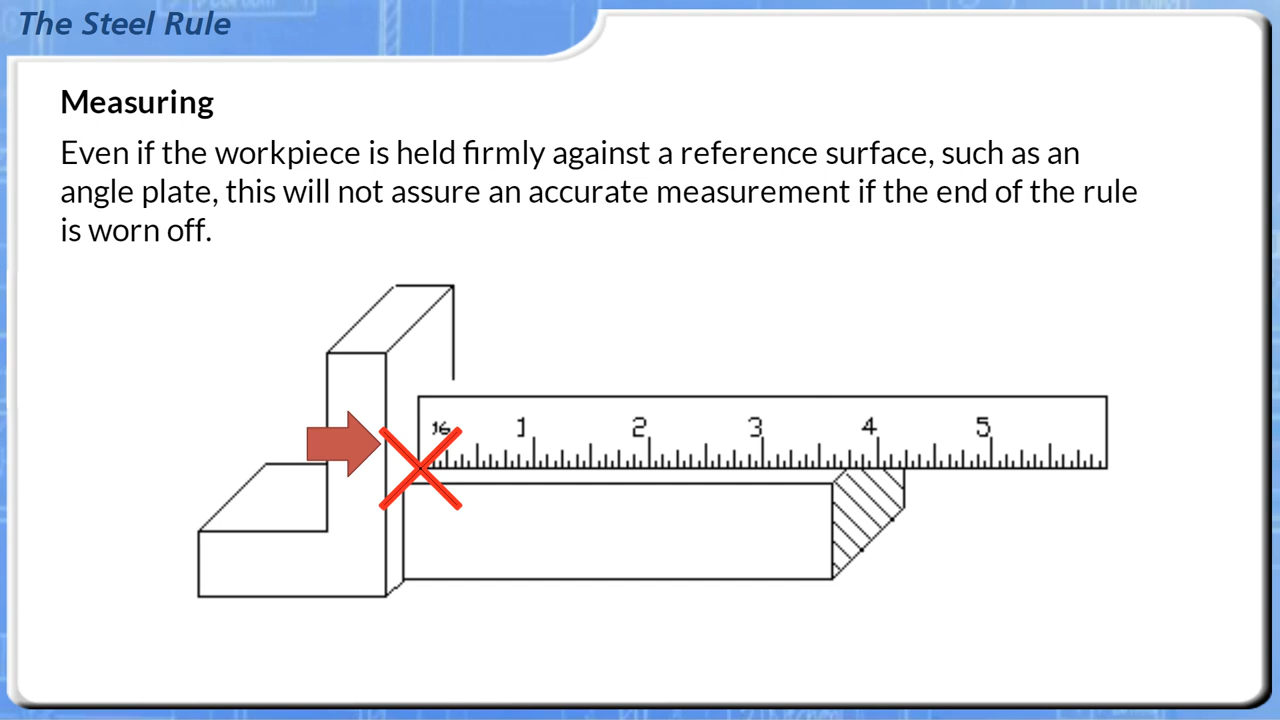 The Steel Rule
Measuring
Even if the workpiece is held firmly against a reference surface, such as an
angle plate, this will not assure an accurate measurement if the end of the rule
is worn off.
16 1 2 3 4 5